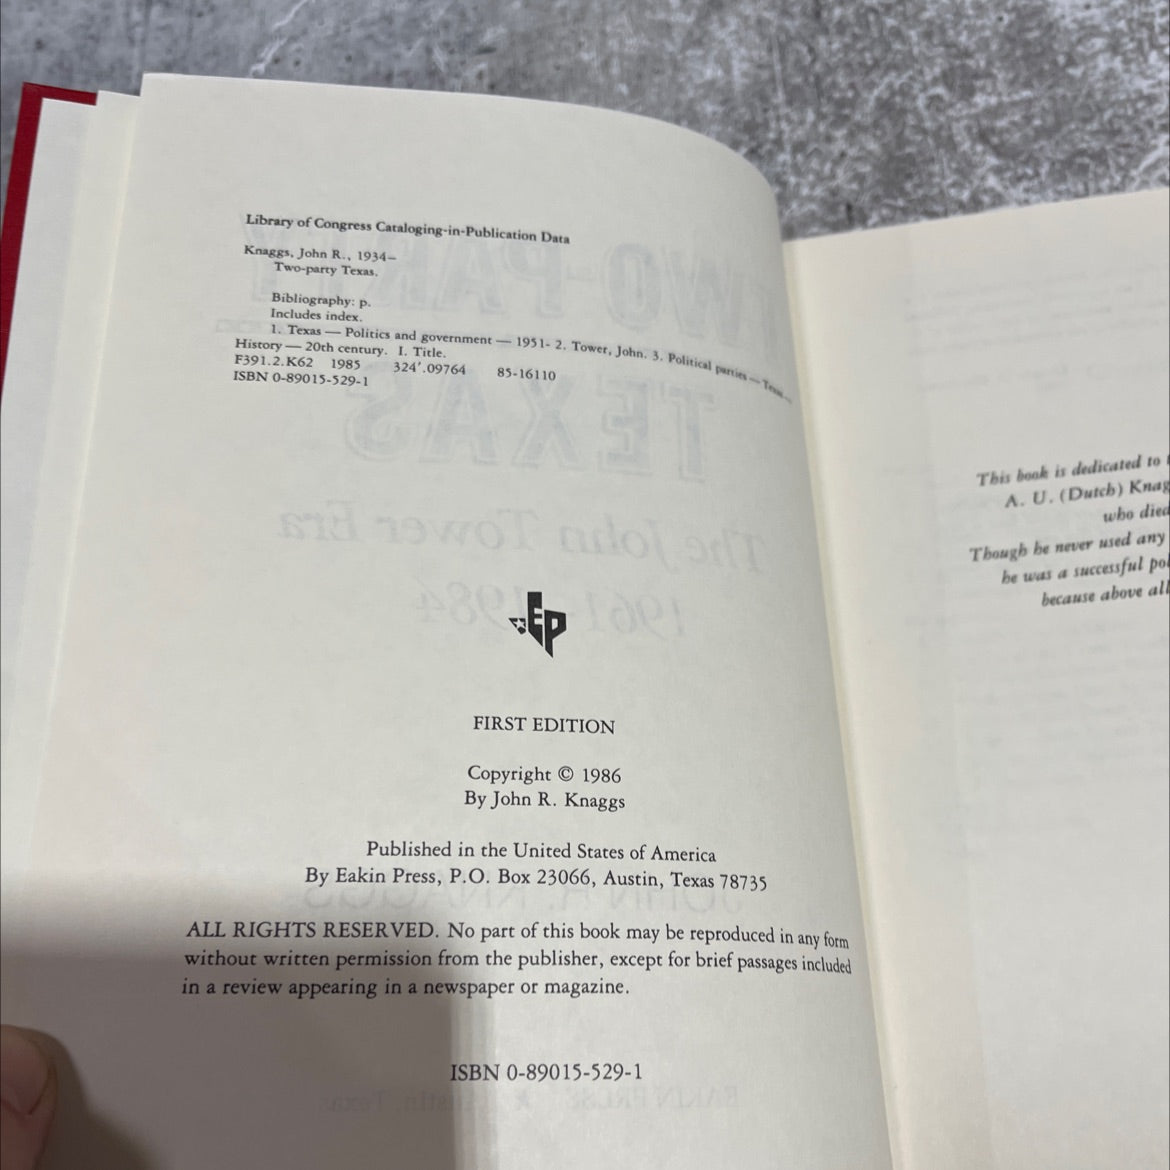 Library of Congress Cataloging-in-Publication Data
Knaggs, John R., 1934–
Two-party Texas.
Bibliography: p.
Includes index.
1. Texas — Politics and government — 1951- 2. Tower, John. 3. Political parties — Texas —
History — 20th century. I. Title.
F391.2.K62 1985 324'.09764 85-16110
ISBN 0-89015-529-1
EP
FIRST EDITION
Copyright © 1986
By John R. Knaggs
Published in the United States of America
By Eakin Press, P.O. Box 23066, Austin, Texas 78735
ALL RIGHTS RESERVED. No part of this book may be reproduced in any form
without written permission from the publisher, except for brief passages included
in a review appearing in a newspaper or magazine.
ISBN 0-89015-529-1
This book is dedicated to
A. U. (Dutch) Knag
who died
Though he never used any
he was a successful pol
because above all